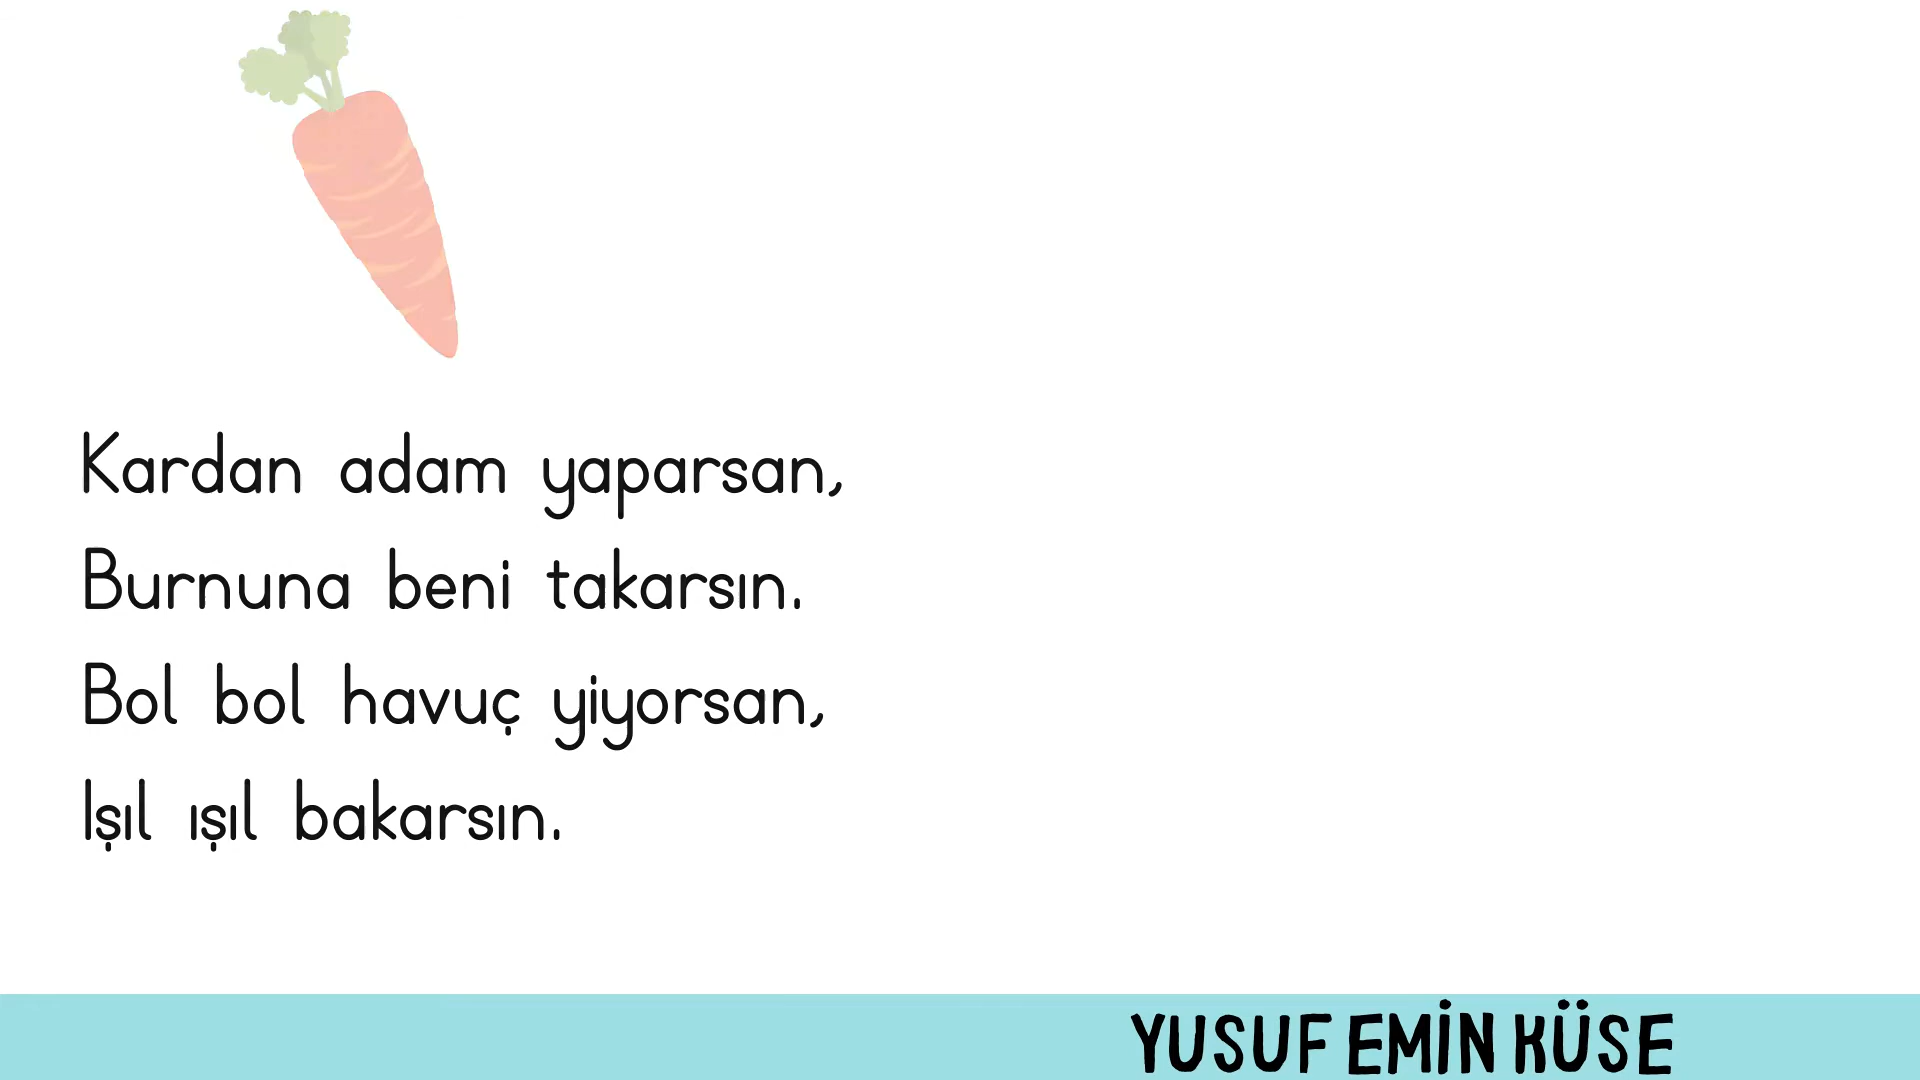 Kardan adam yaparsan,
Burnuna beni takarsın.
Bol bol havuç yiyorsan,
Işıl ışıl bakarsın.
YUSUF EMİN KÜSE